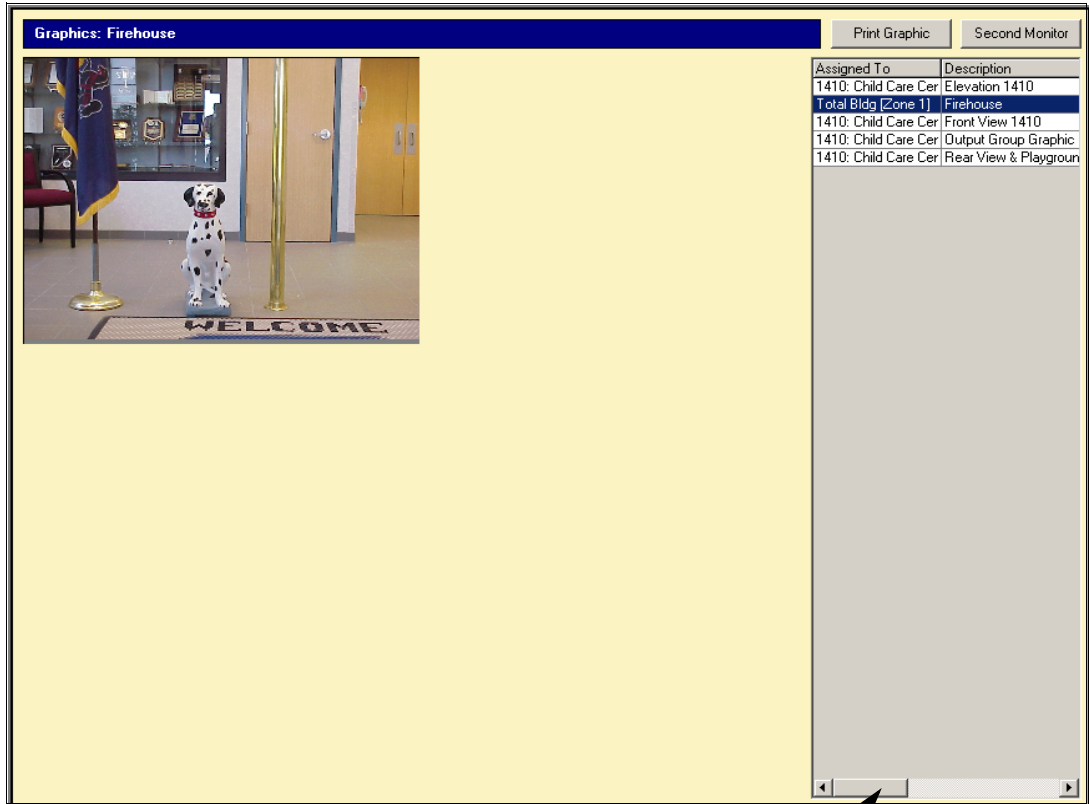 Graphics: Firehouse
Print Graphic
Second Monitor
Assigned To Description
1410: Child Care Cer Elevation 1410
Total Bldg [Zone 1] Firehouse
1410: Child Care Cer Front View 1410
1410: Child Care Cer Output Group Graphic
1410: Child Care Cer Rear View & Playgroun
WELCOME